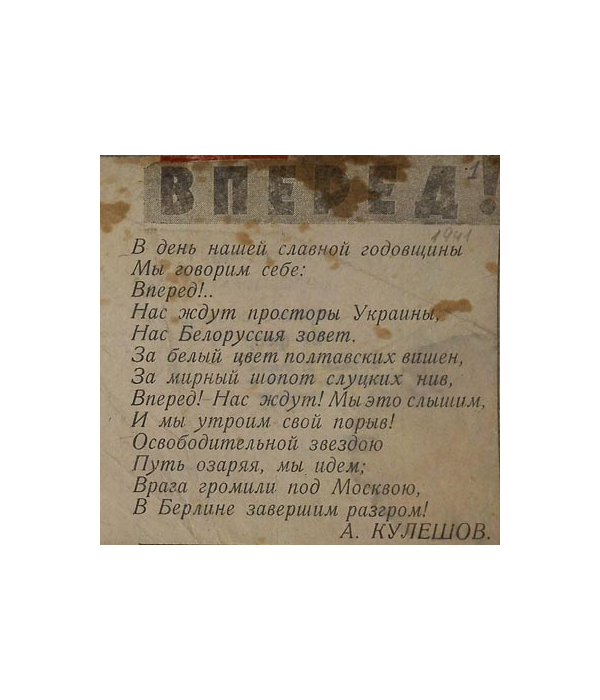 ВПЕРЕД!
1
1941
В день нашей славной годовщины
Мы говорим себе:
Вперед!..
Нас ждут просторы Украины,
Нас Белоруссия зовет.
За белый цвет полтавских вишен,
За мирный шопот слуцких нив,
Вперед! Нас ждут! Мы это слышим,
И мы утроим свой порыв!
Освободительной звездою
Путь озаряя, мы идем;
Врага громили под Москвою,
В Берлине завершим разгром!
А. КУЛЕШОВ.